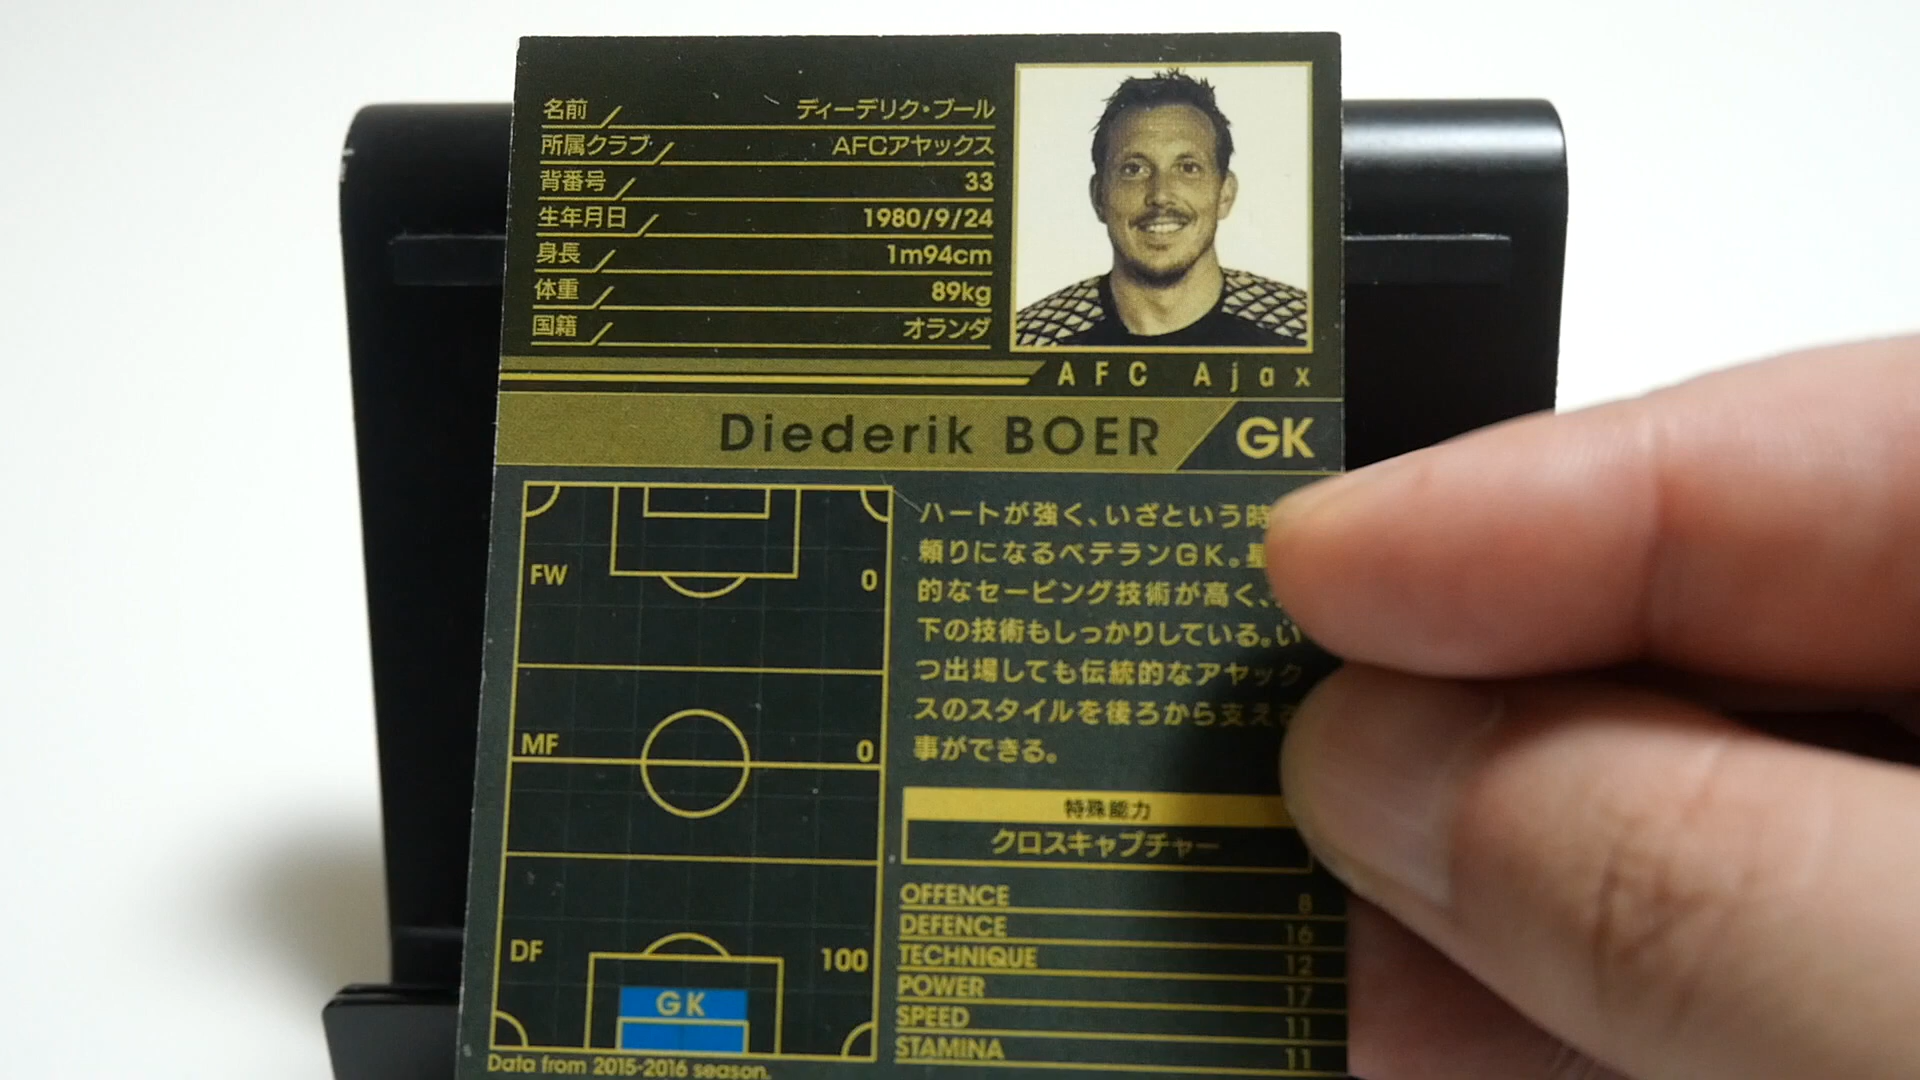 名前 ディーデリク・ブール
所属クラブ AFCアヤックス
背番号 33
生年月日 1980/9/24
身長 1m94cm
体重 89kg
国籍 オランダ
AFC Ajax
Diederik BOER GK
FW 0
MF 0
DF 100
GK
Data from 2015-2016 season.
ハートが強く、いざという時
頼りになるベテランGK。
的なセービング技術が高く、
下の技術もしっかりしている。い
つ出場しても伝統的なアヤック
スのスタイルを後ろから支える
事ができる。
特殊能力
クロスキャプチャー
OFFENCE 8
DEFENCE 16
TECHNIQUE 12
POWER 17
SPEED 11
STAMINA 11